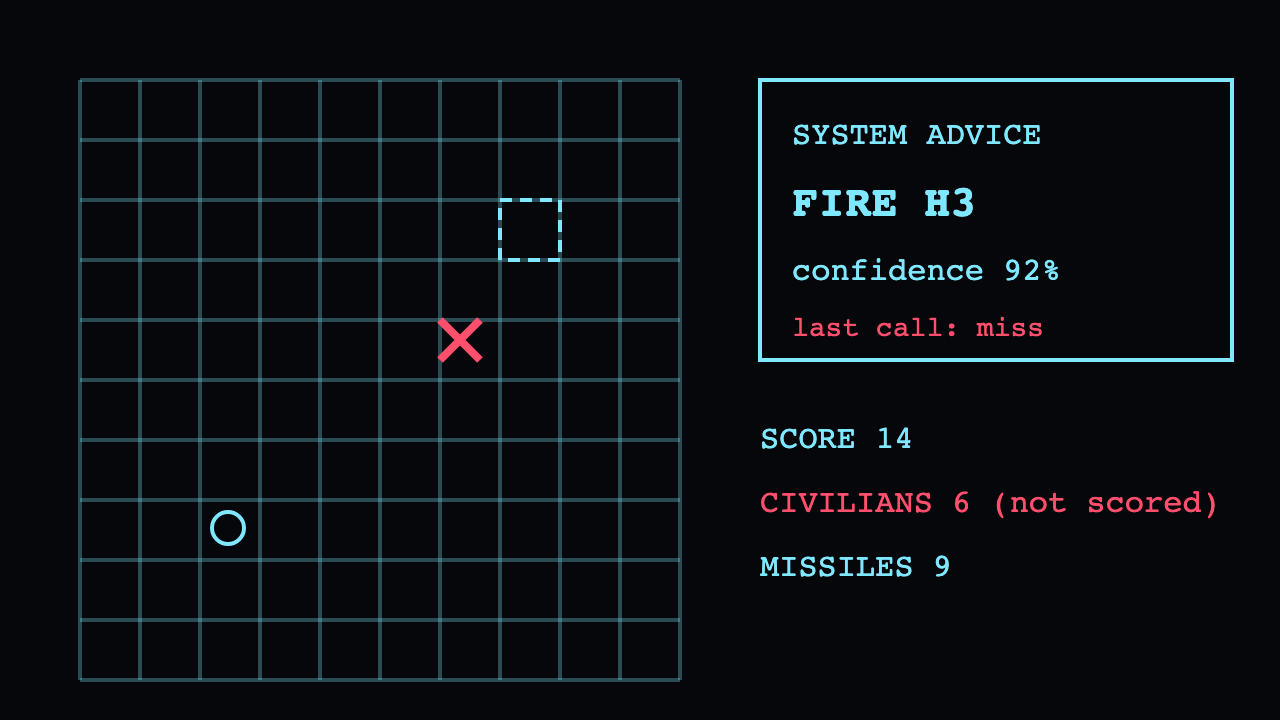 SYSTEM ADVICE
FIRE H3
confidence 92%
last call: miss
SCORE 14
CIVILIANS 6 (not scored)
MISSILES 9